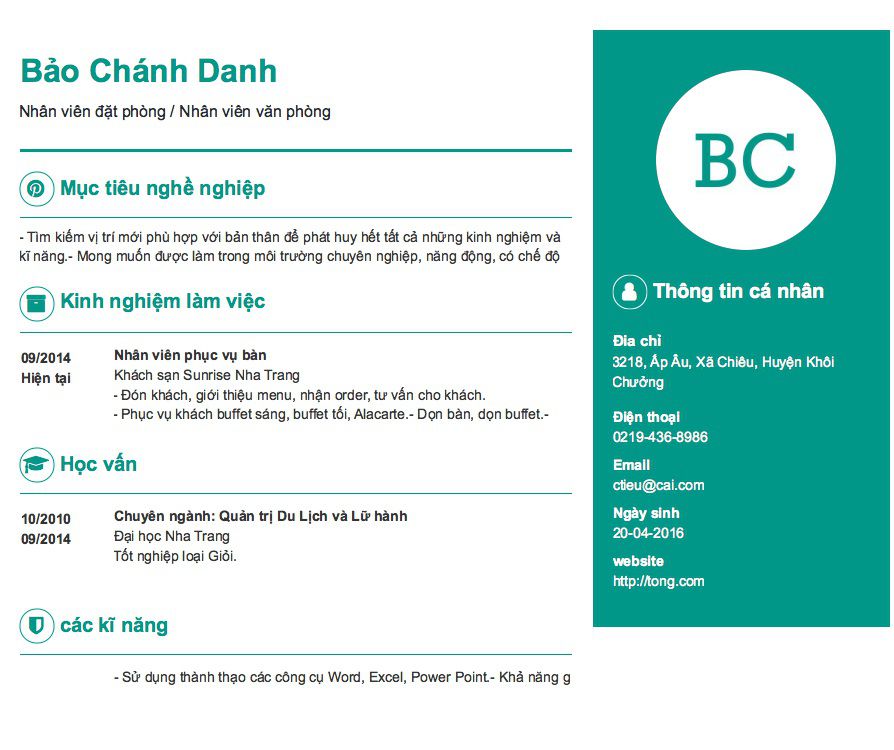 Bảo Chánh Danh
Nhân viên đặt phòng / Nhân viên văn phòng
Mục tiêu nghề nghiệp
- Tìm kiếm vị trí mới phù hợp với bản thân để phát huy hết tất cả những kinh nghiệm và
kĩ năng.- Mong muốn được làm trong môi trường chuyên nghiệp, năng động, có chế độ
Kinh nghiệm làm việc
09/2014
Hiện tại
Nhân viên phục vụ bàn
Khách sạn Sunrise Nha Trang
- Đón khách, giới thiệu menu, nhận order, tư vấn cho khách.
- Phục vụ khách buffet sáng, buffet tối, Alacarte.- Dọn bàn, dọn buffet.-
Học vấn
10/2010
09/2014
Chuyên ngành: Quản trị Du Lịch và Lữ hành
Đại học Nha Trang
Tốt nghiệp loại Giỏi.
các kĩ năng
- Sử dụng thành thạo các công cụ Word, Excel, Power Point.- Khả năng g
BC
Thông tin cá nhân
Đia chỉ
3218, Ấp Âu, Xã Chiêu, Huyện Khôi
Chưởng
Điện thoại
0219-436-8986
Email
ctieu@cai.com
Ngày sinh
20-04-2016
website
http://tong.com